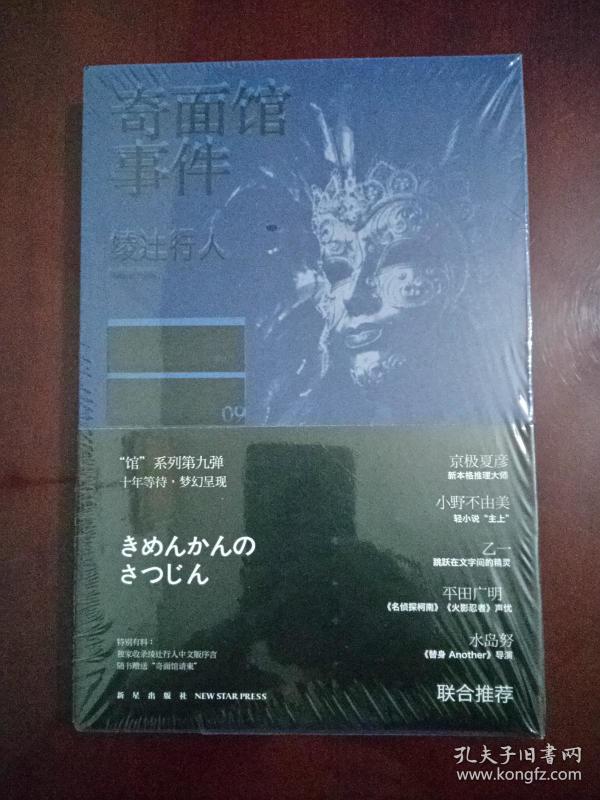 奇面馆
事件
绫辻行人
09
“馆”系列第九弹
十年等待·梦幻呈现
きめんかんの
さつじん
特别有料：
独家收录绫辻行人中文版序言
随书赠送“奇面馆请柬”
新星出版社 NEW STAR PRESS
京极夏彦
新本格推理大师
小野不由美
轻小说“主上”
乙一
跳跃在文字间的精灵
平田广明
《名侦探柯南》《火影忍者》声优
水岛努
《替身 Another》导演
联合推荐
孔夫子旧书网
www.kongfz.com